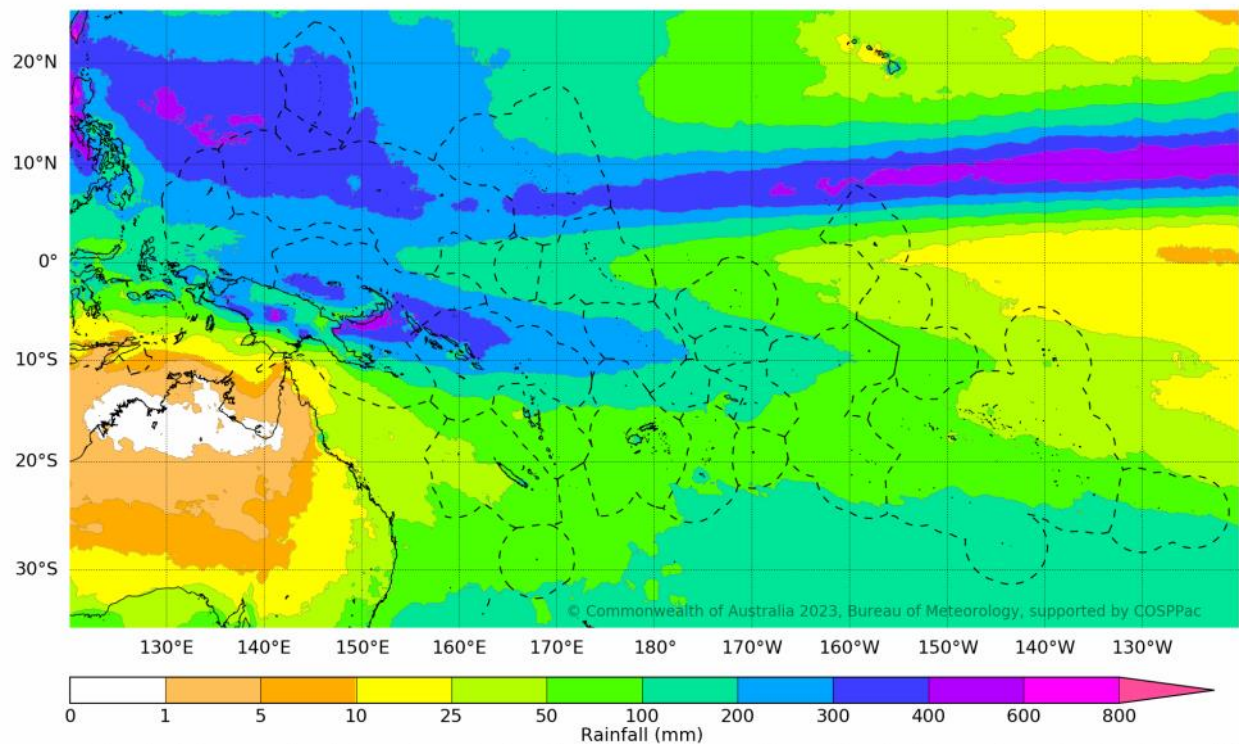 20°N
10°N
0°
10°S
20°S
30°S
© Commonwealth of Australia 2023, Bureau of Meteorology, supported by COSPPac
130°E 140°E 150°E 160°E 170°E 180° 170°W 160°W 150°W 140°W 130°W
0 1 5 10 25 50 100 200 300 400 600 800
Rainfall (mm)